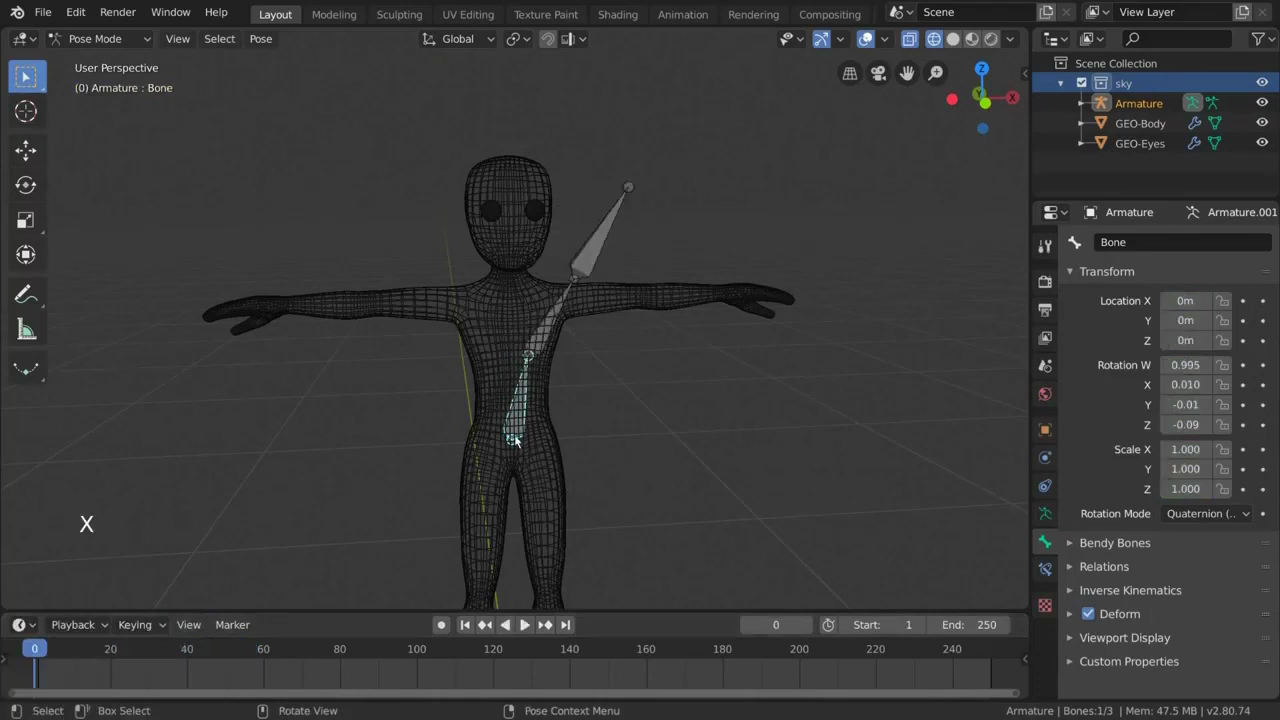 File Edit Render Window Help Layout Modeling Sculpting UV Editing Texture Paint Shading Animation Rendering Compositing Scene View Layer
Pose Mode View Select Pose Global
User Perspective
(0) Armature : Bone
Z
Y
X
Scene Collection
sky
Armature
GEO-Body
GEO-Eyes
Armature Armature.001
Bone
Transform
Location X 0m
Y 0m
Z 0m
Rotation W 0.995
X 0.010
Y -0.01
Z -0.09
Scale X 1.000
Y 1.000
Z 1.000
Rotation Mode Quaternion (..
Bendy Bones
Relations
Inverse Kinematics
Deform
Viewport Display
Custom Properties
X
Playback Keying View Marker 0 Start: 1 End: 250
0 20 40 60 80 100 120 140 160 180 200 220 240
Select Box Select Rotate View Pose Context Menu Armature | Bones:1/3 | Mem: 47.5 MB | v2.80.74